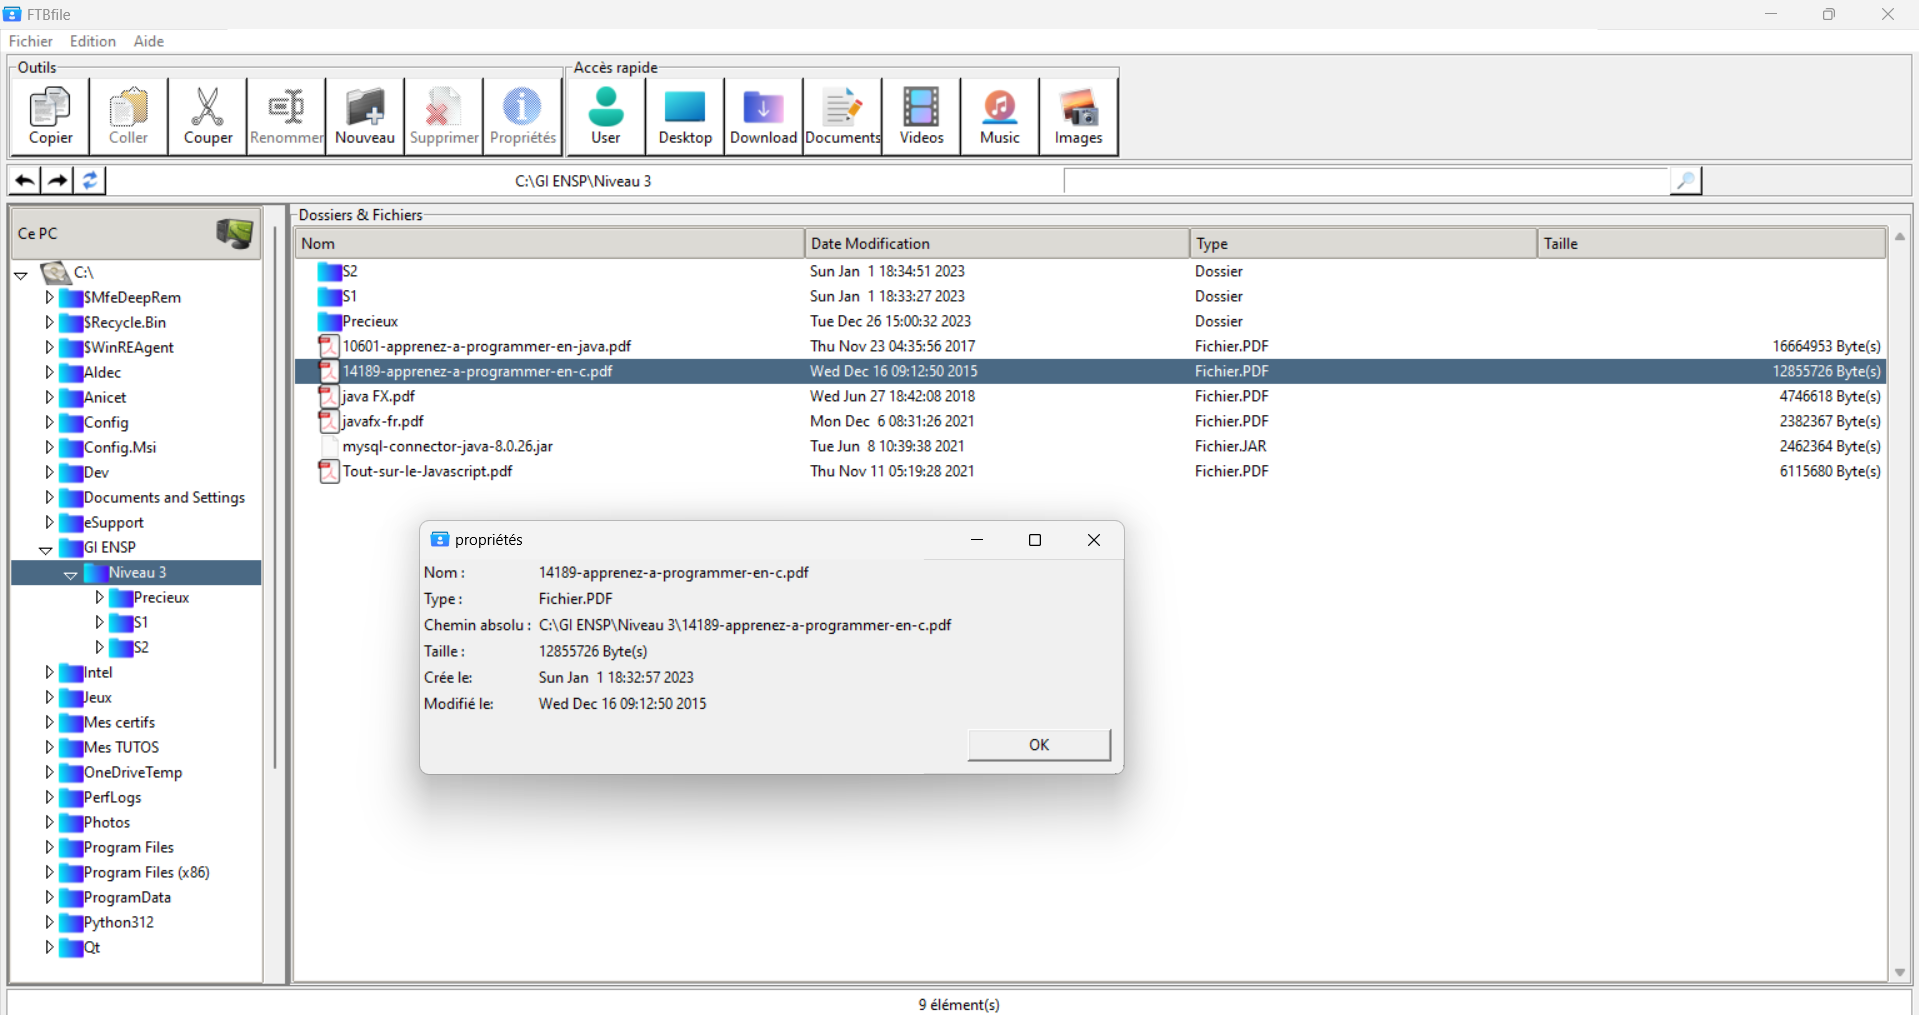 FTBfile
Fichier Edition Aide
Outils Accès rapide
Copier Coller Couper Renommer Nouveau Supprimer Propriétés User Desktop Download Documents Videos Music Images
C:\GI ENSP\Niveau 3
Ce PC
C:\
$MfeDeepRem
$Recycle.Bin
$WinREAgent
Aldec
Anicet
Config
Config.Msi
Dev
Documents and Settings
eSupport
GI ENSP
Niveau 3
Precieux
S1
S2
Intel
Jeux
Mes certifs
Mes TUTOS
OneDriveTemp
PerfLogs
Photos
Program Files
Program Files (x86)
ProgramData
Python312
Qt
Dossiers & Fichiers
Nom Date Modification Type Taille
S2 Sun Jan 1 18:34:51 2023 Dossier
S1 Sun Jan 1 18:33:27 2023 Dossier
Precieux Tue Dec 26 15:00:32 2023 Dossier
10601-apprenez-a-programmer-en-java.pdf Thu Nov 23 04:35:56 2017 Fichier.PDF 16664953 Byte(s)
14189-apprenez-a-programmer-en-c.pdf Wed Dec 16 09:12:50 2015 Fichier.PDF 12855726 Byte(s)
java FX.pdf Wed Jun 27 18:42:08 2018 Fichier.PDF 4746618 Byte(s)
javafx-fr.pdf Mon Dec 6 08:31:26 2021 Fichier.PDF 2382367 Byte(s)
mysql-connector-java-8.0.26.jar Tue Jun 8 10:39:38 2021 Fichier.JAR 2462364 Byte(s)
Tout-sur-le-Javascript.pdf Thu Nov 11 05:19:28 2021 Fichier.PDF 6115680 Byte(s)
propriétés
Nom : 14189-apprenez-a-programmer-en-c.pdf
Type : Fichier.PDF
Chemin absolu : C:\GI ENSP\Niveau 3\14189-apprenez-a-programmer-en-c.pdf
Taille : 12855726 Byte(s)
Crée le: Sun Jan 1 18:32:57 2023
Modifié le: Wed Dec 16 09:12:50 2015
OK
9 élément(s)